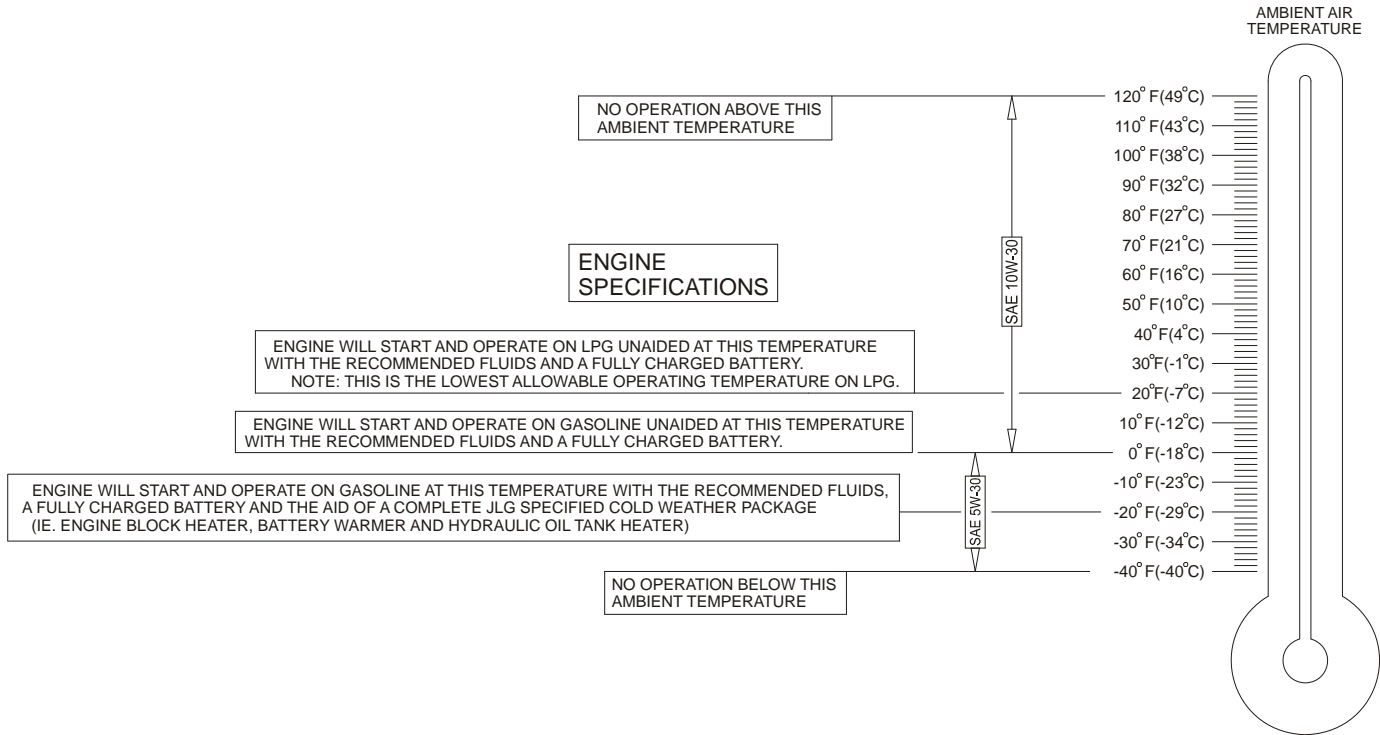 AMBIENT AIR
TEMPERATURE
120° F(49°C)
NO OPERATION ABOVE THIS
AMBIENT TEMPERATURE
110° F(43°C)
100° F(38°C)
90° F(32°C)
80° F(27°C)
70° F(21°C)
ENGINE
SPECIFICATIONS
SAE 10W-30
60° F(16°C)
50° F(10°C)
40°F(4°C)
ENGINE WILL START AND OPERATE ON LPG UNAIDED AT THIS TEMPERATURE
WITH THE RECOMMENDED FLUIDS AND A FULLY CHARGED BATTERY.
NOTE: THIS IS THE LOWEST ALLOWABLE OPERATING TEMPERATURE ON LPG.
30°F(-1°C)
20°F(-7°C)
10°F(-12°C)
ENGINE WILL START AND OPERATE ON GASOLINE UNAIDED AT THIS TEMPERATURE
WITH THE RECOMMENDED FLUIDS AND A FULLY CHARGED BATTERY.
0° F(-18°C)
-10° F(-23°C)
ENGINE WILL START AND OPERATE ON GASOLINE AT THIS TEMPERATURE WITH THE RECOMMENDED FLUIDS,
A FULLY CHARGED BATTERY AND THE AID OF A COMPLETE JLG SPECIFIED COLD WEATHER PACKAGE
(IE. ENGINE BLOCK HEATER, BATTERY WARMER AND HYDRAULIC OIL TANK HEATER)
SAE 5W-30
-20° F(-29°C)
-30° F(-34°C)
-40° F(-40°C)
NO OPERATION BELOW THIS
AMBIENT TEMPERATURE